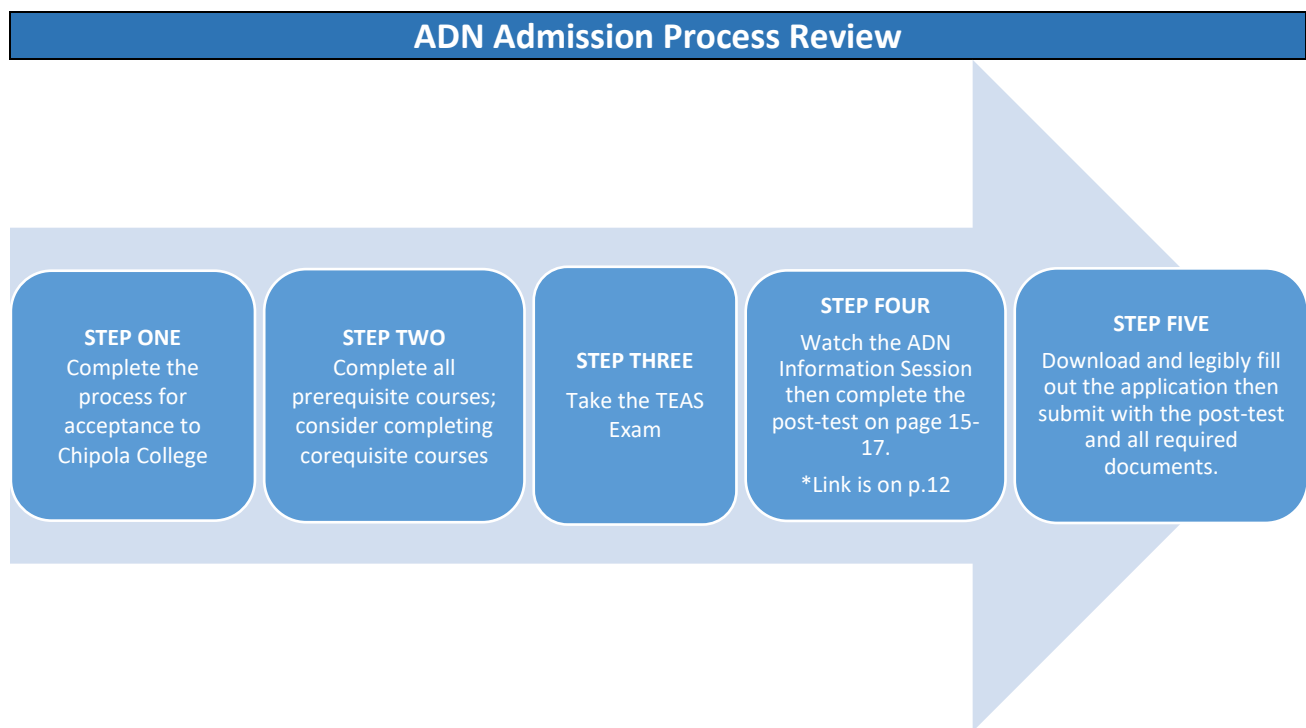 ADN Admission Process Review
STEP ONE
Complete the
process for
acceptance to
Chipola College
STEP TWO
Complete all
prerequisite courses;
consider completing
corequisite courses
STEP THREE
Take the TEAS
Exam
STEP FOUR
Watch the ADN
Information Session
then complete the
post-test on page 15-
17.
*Link is on p.12
STEP FIVE
Download and legibly fill
out the application then
submit with the post-test
and all required
documents.